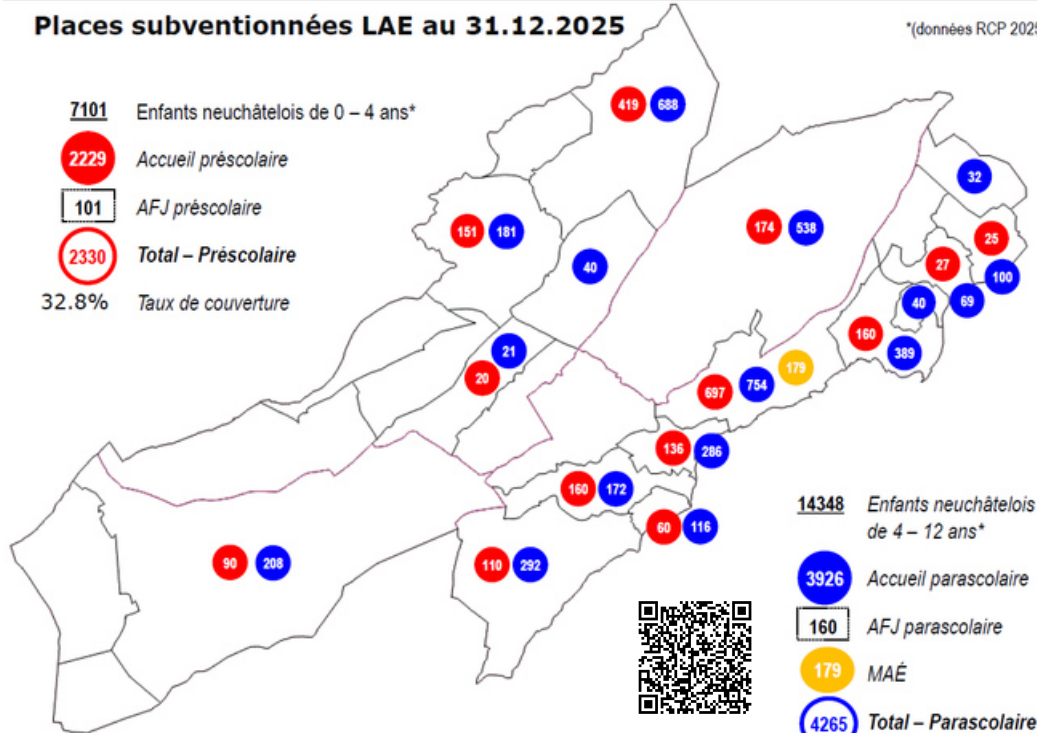 Places subventionnées LAE au 31.12.2025
*(données RCP 2025
7101 Enfants neuchâtelois de 0 – 4 ans*
2229 Accueil préscolaire
101 AFJ préscolaire
2330 Total – Préscolaire
32.8% Taux de couverture
419 688
32
151 181
174 538
25
40
27
100
40 69
160
389
21
20
179
754
697
136 286
160 172
60 116
90 208
110 292
14348 Enfants neuchâtelois
de 4 – 12 ans*
3926 Accueil parascolaire
160 AFJ parascolaire
179 MAÉ
4265 Total – Parascolaire